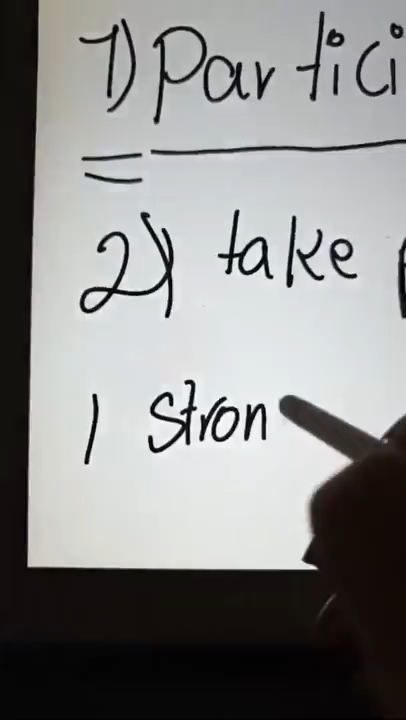 1) Partici
2) take
1 Stron